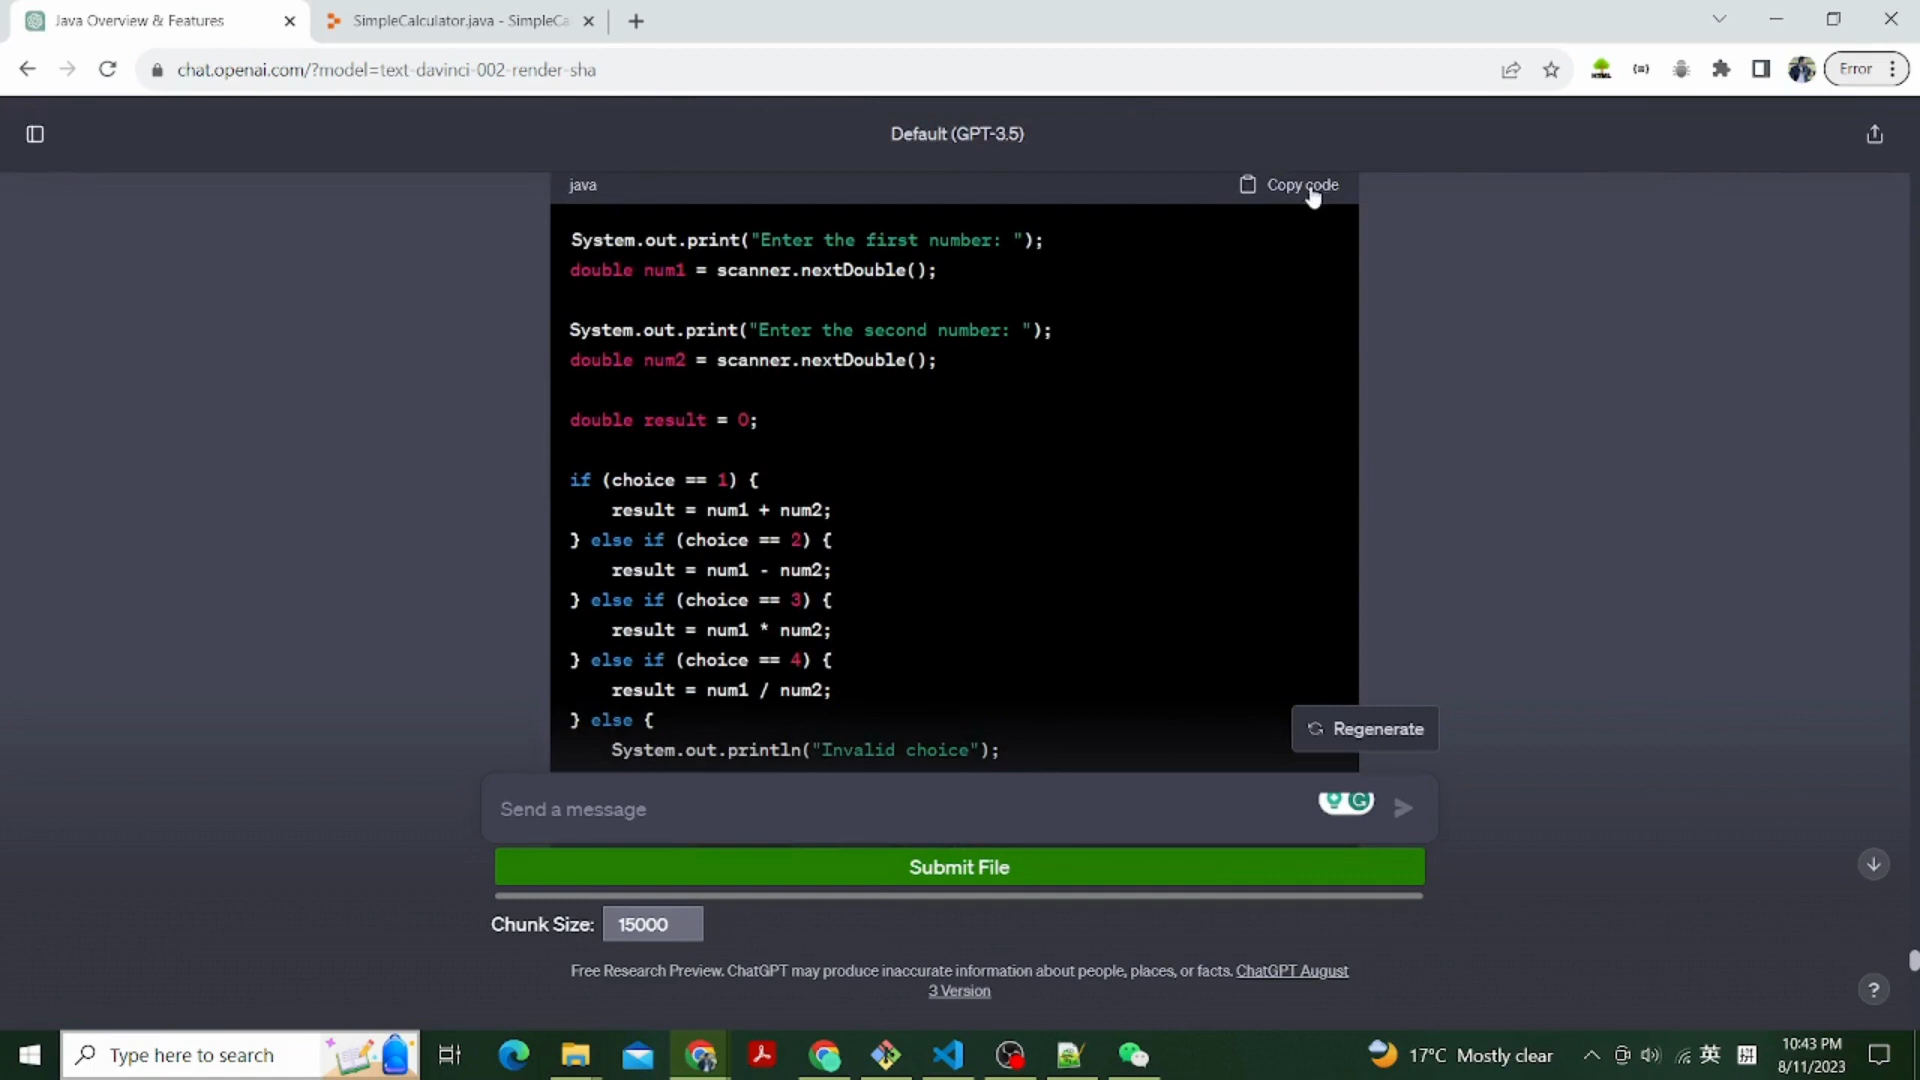 Java Overview & Features
SimpleCalculator.java - SimpleCa
chat.openai.com/?model=text-davinci-002-render-sha
Error
Default (GPT-3.5)
java
Copy code
System.out.print("Enter the first number: ");
double num1 = scanner.nextDouble();
System.out.print("Enter the second number: ");
double num2 = scanner.nextDouble();
double result = 0;
if (choice == 1) {
result = num1 + num2;
} else if (choice == 2) {
result = num1 - num2;
} else if (choice == 3) {
result = num1 * num2;
} else if (choice == 4) {
result = num1 / num2;
} else {
System.out.println("Invalid choice");
Regenerate
Send a message
Submit File
Chunk Size: 15000
Free Research Preview. ChatGPT may produce inaccurate information about people, places, or facts. ChatGPT August
3 Version
?
Type here to search
17°C Mostly clear
英
拼
10:43 PM
8/11/2023